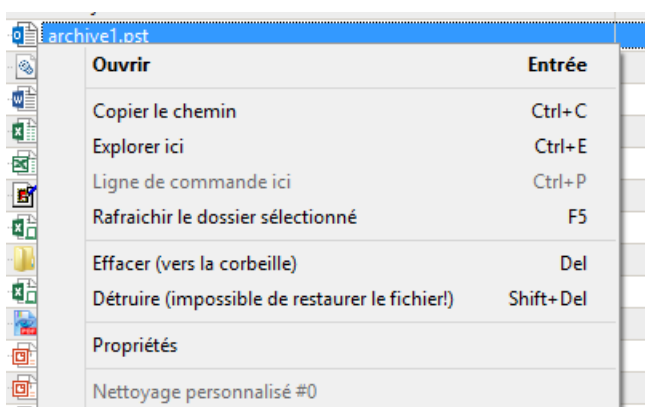 archive1.pst
Ouvrir Entrée
Copier le chemin Ctrl+C
Explorer ici Ctrl+E
Ligne de commande ici Ctrl+P
Rafraichir le dossier sélectionné F5
Effacer (vers la corbeille) Del
Détruire (impossible de restaurer le fichier!) Shift+Del
Propriétés
Nettoyage personnalisé #0